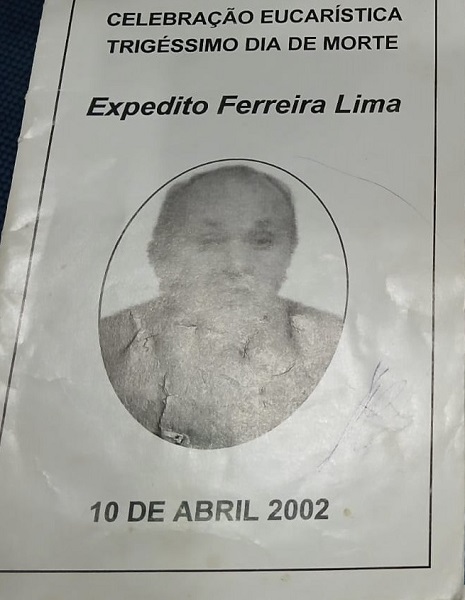 CELEBRAÇÃO EUCARÍSTICA
TRIGÉSSIMO DIA DE MORTE
Expedito Ferreira Lima
10 DE ABRIL 2002